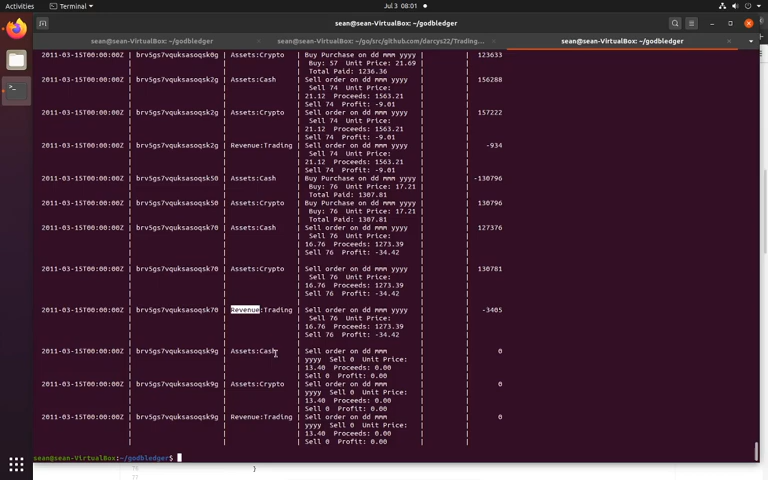 Activities Terminal Jul 3 08:01
sean@sean-VirtualBox: ~/godbledger
sean@sean-VirtualBox: ~/godbledger sean@sean-VirtualBox: ~/go/src/github.com/darcys22/Trading... sean@sean-VirtualBox: ~/godbledger
2011-03-15T00:00:00Z | brv5gs7vquksasoqsk0g | Assets:Crypto | Buy Purchase on dd mmm yyyy | | 123633
| | | Buy: 57 Unit Price: 21.69 | |
| | | Total Paid: 1236.36 | |
2011-03-15T00:00:00Z | brv5gs7vquksasoqsk2g | Assets:Cash | Sell order on dd mmm yyyy | | 156288
| | | Sell 74 Unit Price: | |
| | | 21.12 Proceeds: 1563.21 | |
| | | Sell 74 Profit: -9.01 | |
2011-03-15T00:00:00Z | brv5gs7vquksasoqsk2g | Assets:Crypto | Sell order on dd mmm yyyy | | 157222
| | | Sell 74 Unit Price: | |
| | | 21.12 Proceeds: 1563.21 | |
| | | Sell 74 Profit: -9.01 | |
2011-03-15T00:00:00Z | brv5gs7vquksasoqsk2g | Revenue:Trading | Sell order on dd mmm yyyy | | -934
| | | Sell 74 Unit Price: | |
| | | 21.12 Proceeds: 1563.21 | |
| | | Sell 74 Profit: -9.01 | |
2011-03-15T00:00:00Z | brv5gs7vquksasoqsk50 | Assets:Cash | Buy Purchase on dd mmm yyyy | | -130796
| | | Buy: 76 Unit Price: 17.21 | |
| | | Total Paid: 1307.81 | |
2011-03-15T00:00:00Z | brv5gs7vquksasoqsk50 | Assets:Crypto | Buy Purchase on dd mmm yyyy | | 130796
| | | Buy: 76 Unit Price: 17.21 | |
| | | Total Paid: 1307.81 | |
2011-03-15T00:00:00Z | brv5gs7vquksasoqsk70 | Assets:Cash | Sell order on dd mmm yyyy | | 127376
| | | Sell 76 Unit Price: | |
| | | 16.76 Proceeds: 1273.39 | |
| | | Sell 76 Profit: -34.42 | |
2011-03-15T00:00:00Z | brv5gs7vquksasoqsk70 | Assets:Crypto | Sell order on dd mmm yyyy | | 130781
| | | Sell 76 Unit Price: | |
| | | 16.76 Proceeds: 1273.39 | |
| | | Sell 76 Profit: -34.42 | |
2011-03-15T00:00:00Z | brv5gs7vquksasoqsk70 | Revenue:Trading | Sell order on dd mmm yyyy | | -3405
| | | Sell 76 Unit Price: | |
| | | 16.76 Proceeds: 1273.39 | |
| | | Sell 76 Profit: -34.42 | |
2011-03-15T00:00:00Z | brv5gs7vquksasoqsk9g | Assets:Cash | Sell order on dd mmm | | 0
| | | yyyy Sell 0 Unit Price: | |
| | | 13.40 Proceeds: 0.00 | |
| | | Sell 0 Profit: 0.00 | |
2011-03-15T00:00:00Z | brv5gs7vquksasoqsk9g | Assets:Crypto | Sell order on dd mmm | | 0
| | | yyyy Sell 0 Unit Price: | |
| | | 13.40 Proceeds: 0.00 | |
| | | Sell 0 Profit: 0.00 | |
2011-03-15T00:00:00Z | brv5gs7vquksasoqsk9g | Revenue:Trading | Sell order on dd mmm | | 0
| | | yyyy Sell 0 Unit Price: | |
| | | 13.40 Proceeds: 0.00 | |
| | | Sell 0 Profit: 0.00 | |
sean@sean-VirtualBox:~/godbledger$
76 }
77